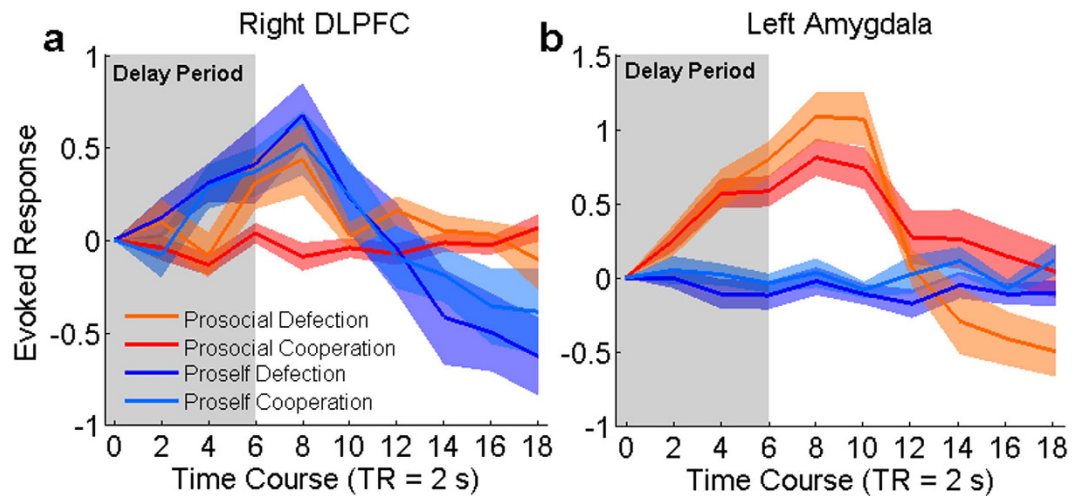 a
Right DLPFC
1
0.5
0
-0.5
-1
Evoked Response
Delay Period
Prosocial Defection
Prosocial Cooperation
Proself Defection
Proself Cooperation
0 2 4 6 8 10 12 14 16 18
Time Course (TR = 2 s)
b
Left Amygdala
1.5
1
0.5
0
-0.5
-1
Delay Period
0 2 4 6 8 10 12 14 16 18
Time Course (TR = 2 s)